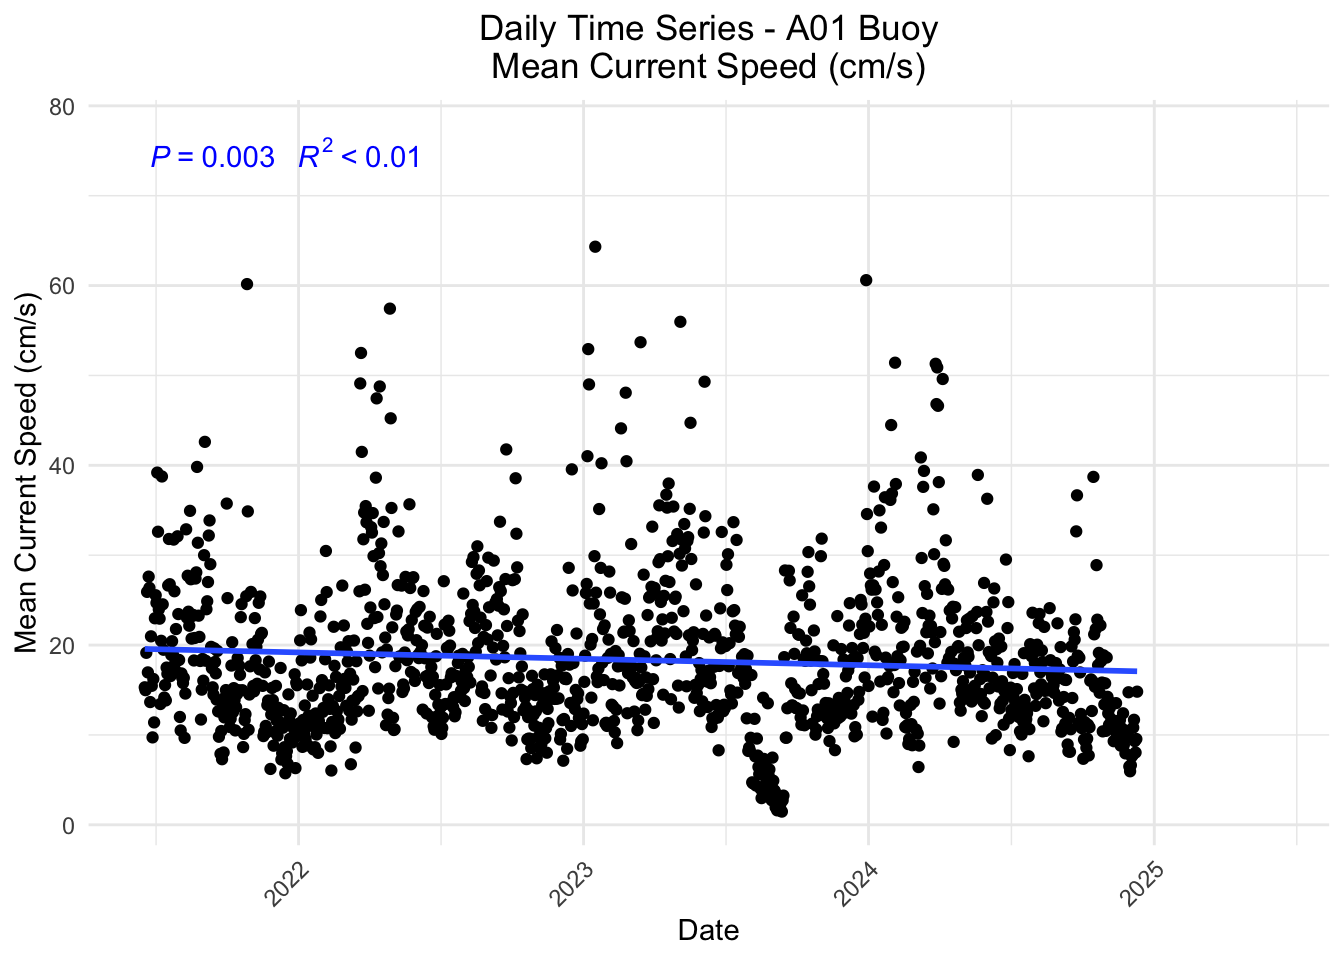 Daily Time Series - A01 Buoy
Mean Current Speed (cm/s)
P = 0.003 R² < 0.01
Mean Current Speed (cm/s)
80
60
40
20
0
2022
2023
2024
2025
Date